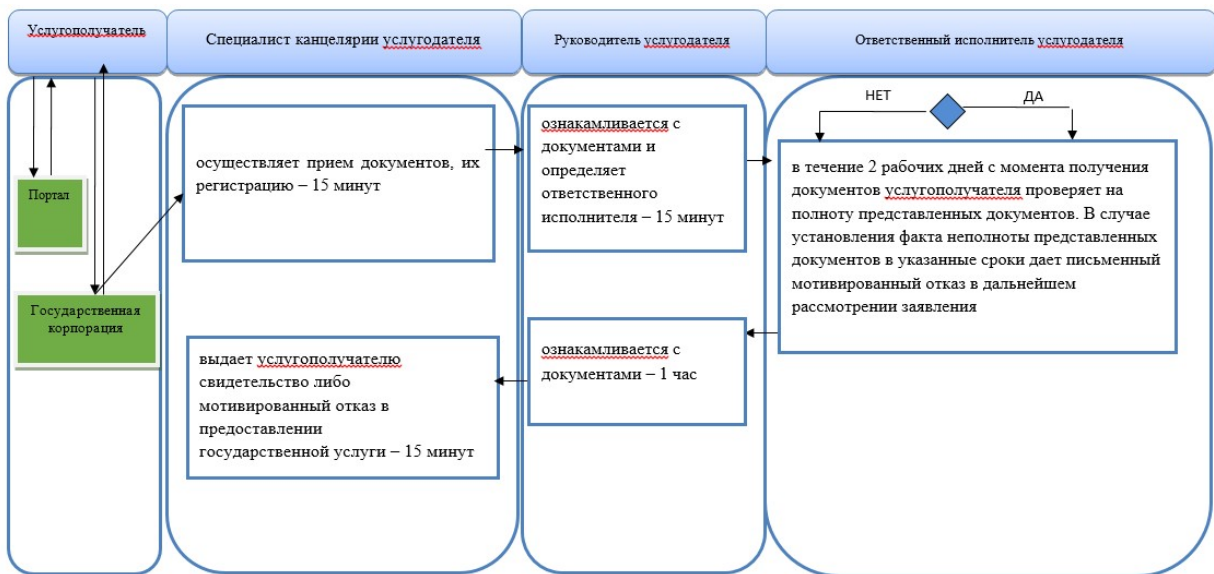 Услугополучатель
Специалист канцелярии услугодателя
Руководитель услугодателя
Ответственный исполнитель услугодателя
Портал
Государственная
корпорация
осуществляет прием документов, их
регистрацию – 15 минут
выдает услугополучателю
свидетельство либо
мотивированный отказ в
предоставлении
государственной услуги – 15 минут
ознакамливается с
документами и
определяет
ответственного
исполнителя – 15 минут
ознакамливается с
документами – 1 час
НЕТ
ДА
в течение 2 рабочих дней с момента получения
документов услугополучателя проверяет на
полноту представленных документов. В случае
установления факта неполноты представленных
документов в указанные сроки дает письменный
мотивированный отказ в дальнейшем
рассмотрении заявления